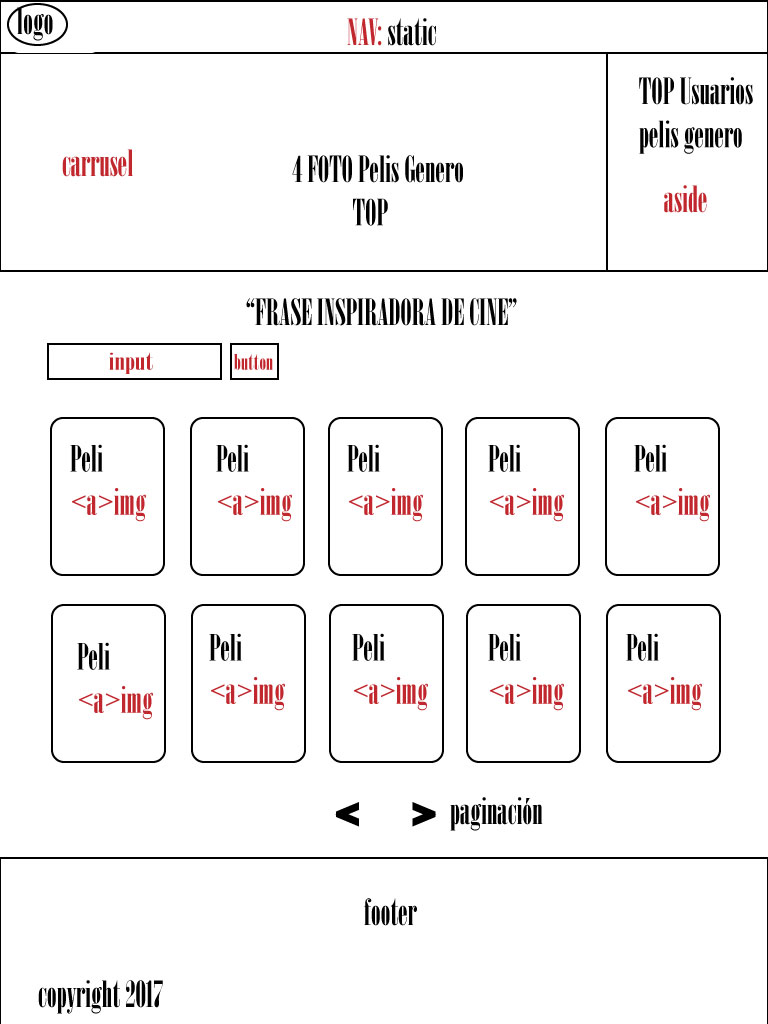 logo
NAV: static
carrusel
4 FOTO Pelis Genero
TOP
TOP Usuarios
pelis genero
aside
“FRASE INSPIRADORA DE CINE”
input
button
Peli
<a>img
Peli
<a>img
Peli
<a>img
Peli
<a>img
Peli
<a>img
Peli
<a>img
Peli
<a>img
Peli
<a>img
Peli
<a>img
Peli
<a>img
< > paginación
footer
copyright 2017